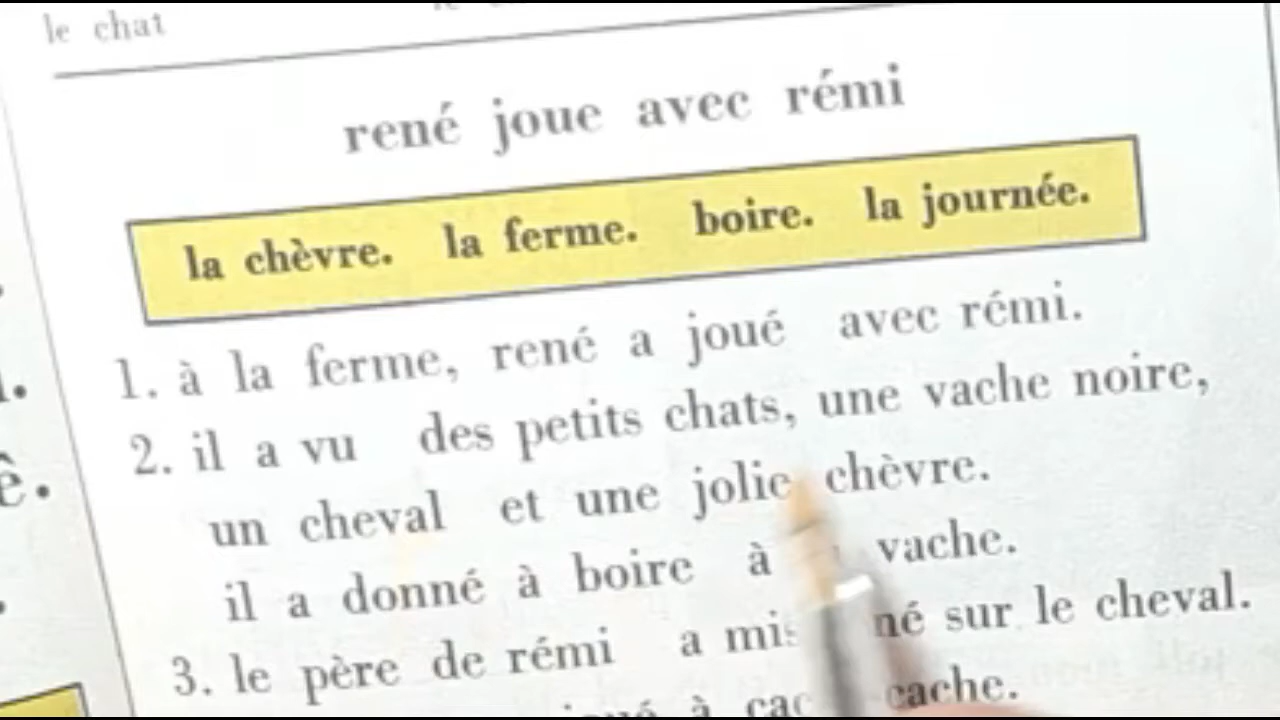 le chat
rené joue avec rémi
la chèvre. la ferme. boire. la journée.
1. à la ferme, rené a joué avec rémi.
2. il a vu des petits chats, une vache noire,
un cheval et une jolie chèvre.
il a donné à boire à vache.
3. le père de rémi a mis né sur le cheval.
à cache.